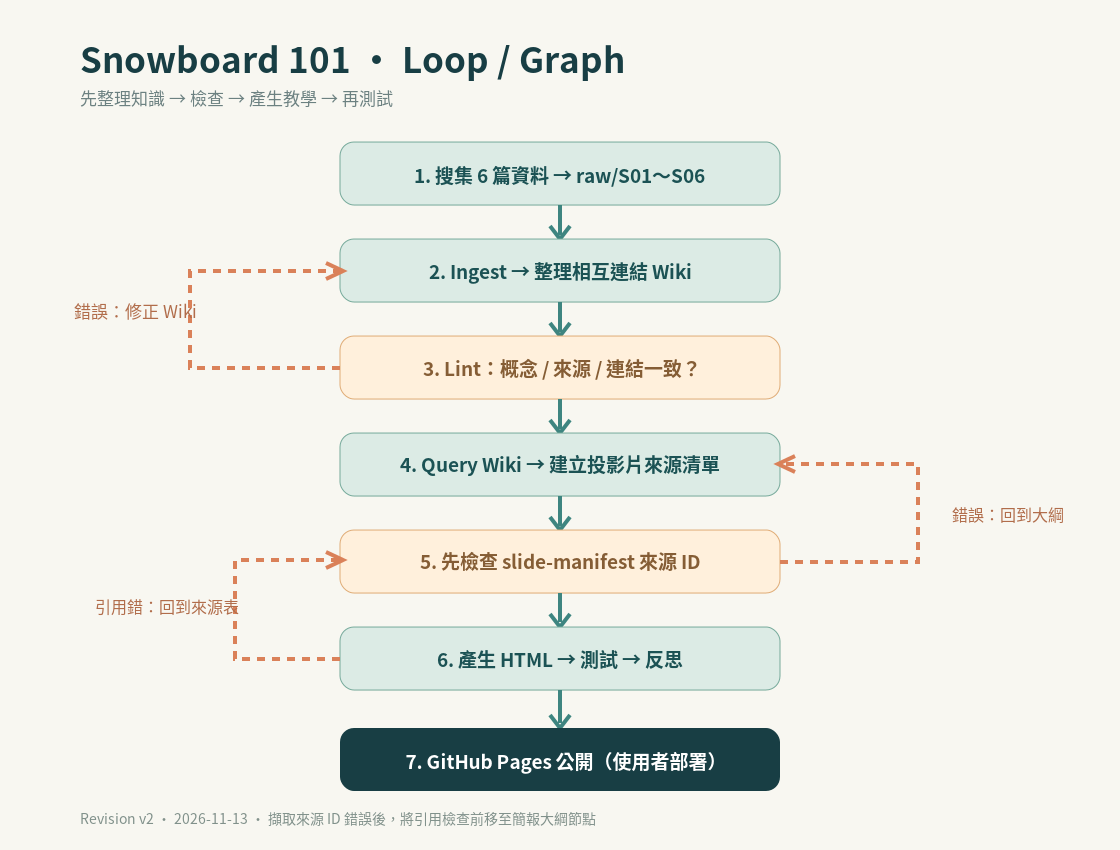 Snowboard 101 · Loop / Graph
先整理知識 → 檢查 → 產生教學 → 再測試
1. 搜集 6 篇資料 → raw/S01～S06
2. Ingest → 整理相互連結 Wiki
錯誤：修正 Wiki
3. Lint：概念 / 來源 / 連結一致？
4. Query Wiki → 建立投影片來源清單
錯誤：回到大綱
5. 先檢查 slide-manifest 來源 ID
引用錯：回到來源表
6. 產生 HTML → 測試 → 反思
7. GitHub Pages 公開（使用者部署）
Revision v2 · 2026-11-13 · 擷取來源 ID 錯誤後，將引用檢查前移至簡報大綱節點